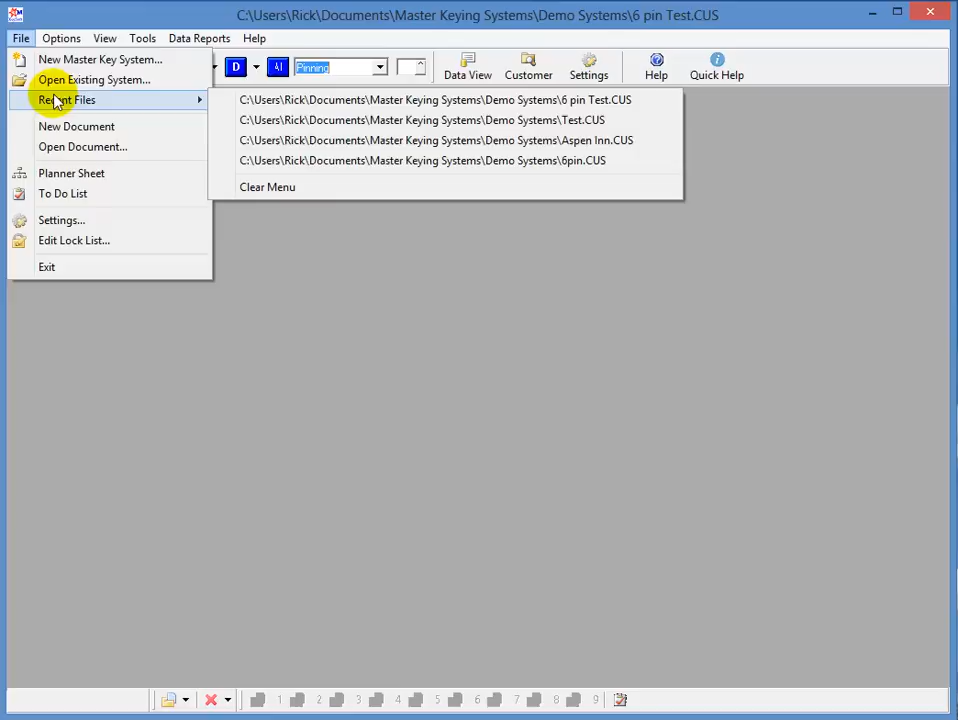 C:\Users\Rick\Documents\Master Keying Systems\Demo Systems\6 pin Test.CUS
File Options View Tools Data Reports Help
D AI Pinning Data View Customer Settings Help Quick Help
New Master Key System...
Open Existing System...
Recent Files
New Document
Open Document...
Planner Sheet
To Do List
Settings...
Edit Lock List...
Exit
C:\Users\Rick\Documents\Master Keying Systems\Demo Systems\6 pin Test.CUS
C:\Users\Rick\Documents\Master Keying Systems\Demo Systems\Test.CUS
C:\Users\Rick\Documents\Master Keying Systems\Demo Systems\Aspen Inn.CUS
C:\Users\Rick\Documents\Master Keying Systems\Demo Systems\6pin.CUS
Clear Menu
1 2 3 4 5 6 7 8 9